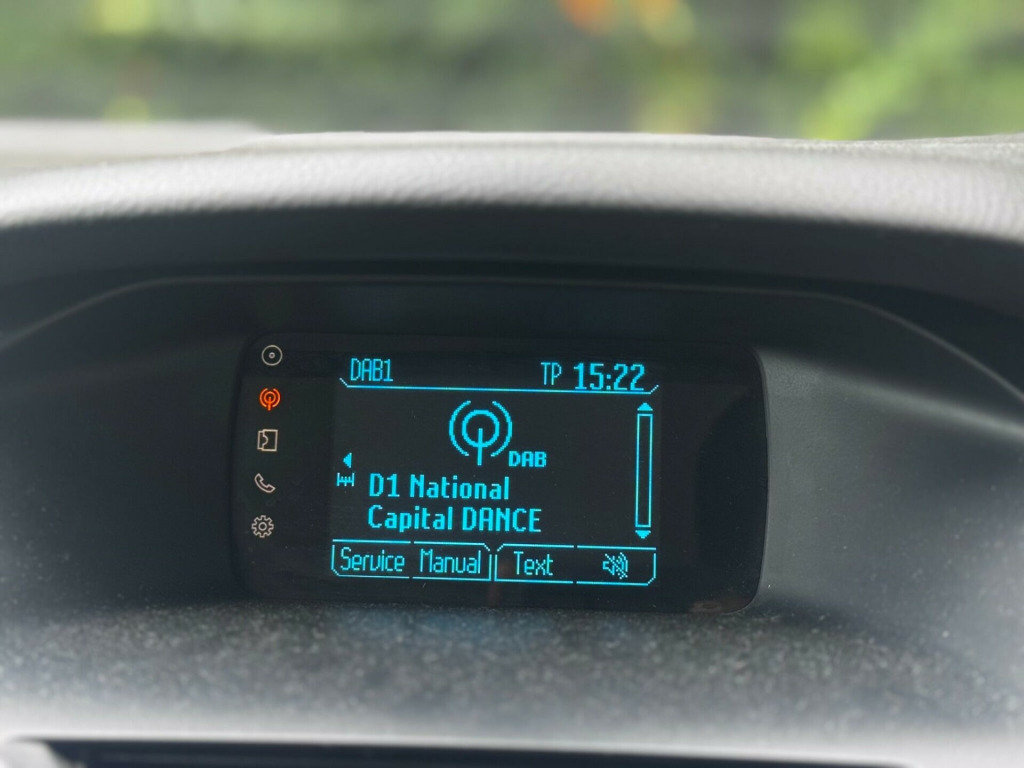 DAB1 TP 15:22
DAB
D1 National
Capital DANCE
Service Manual Text